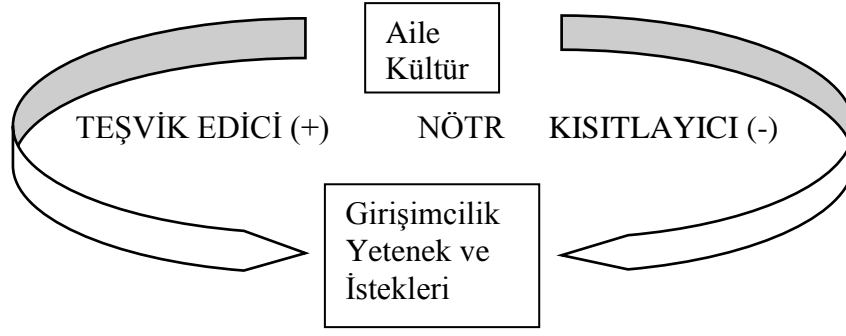 Aile
Kültür
TEŞVİK EDİCİ (+) NÖTR KISITLAYICI (-)
Girişimcilik
Yetenek ve
İstekleri